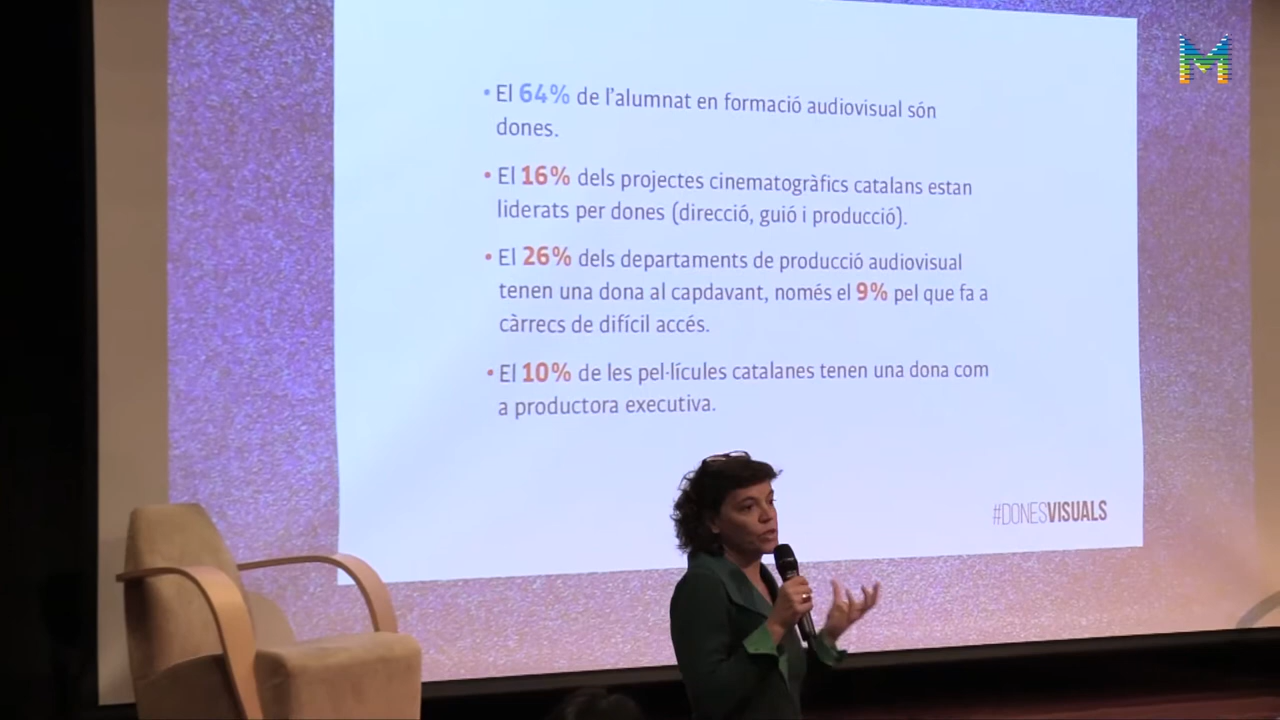 • El 64% de l'alumnat en formació audiovisual són
dones.
• El 16% dels projectes cinematogràfics catalans estan
liderats per dones (direcció, guió i producció).
• El 26% dels departaments de producció audiovisual
tenen una dona al capdavant, només el 9% pel que fa a
càrrecs de difícil accés.
• El 10% de les pel·lícules catalanes tenen una dona com
a productora executiva.
#DONESVISUALS
M